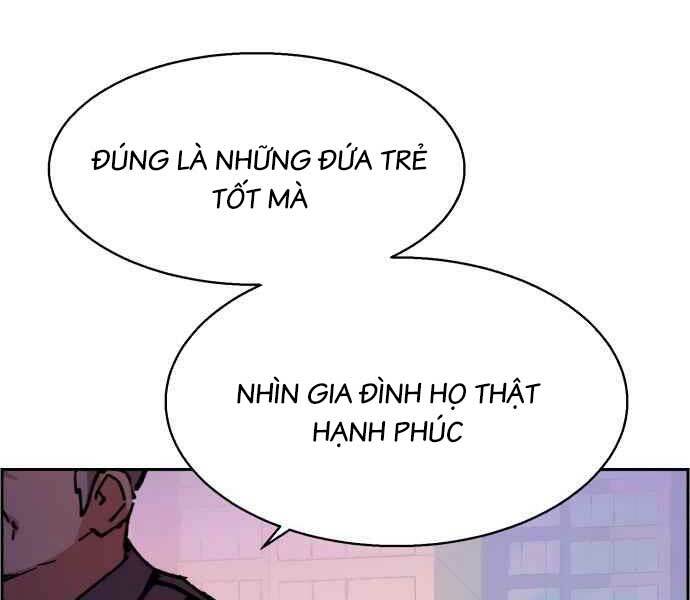 ĐÚNG LÀ NHỮNG ĐỨA TRẺ
TỐT MÀ
NHÌN GIA ĐÌNH HỌ THẬT
HẠNH PHÚC